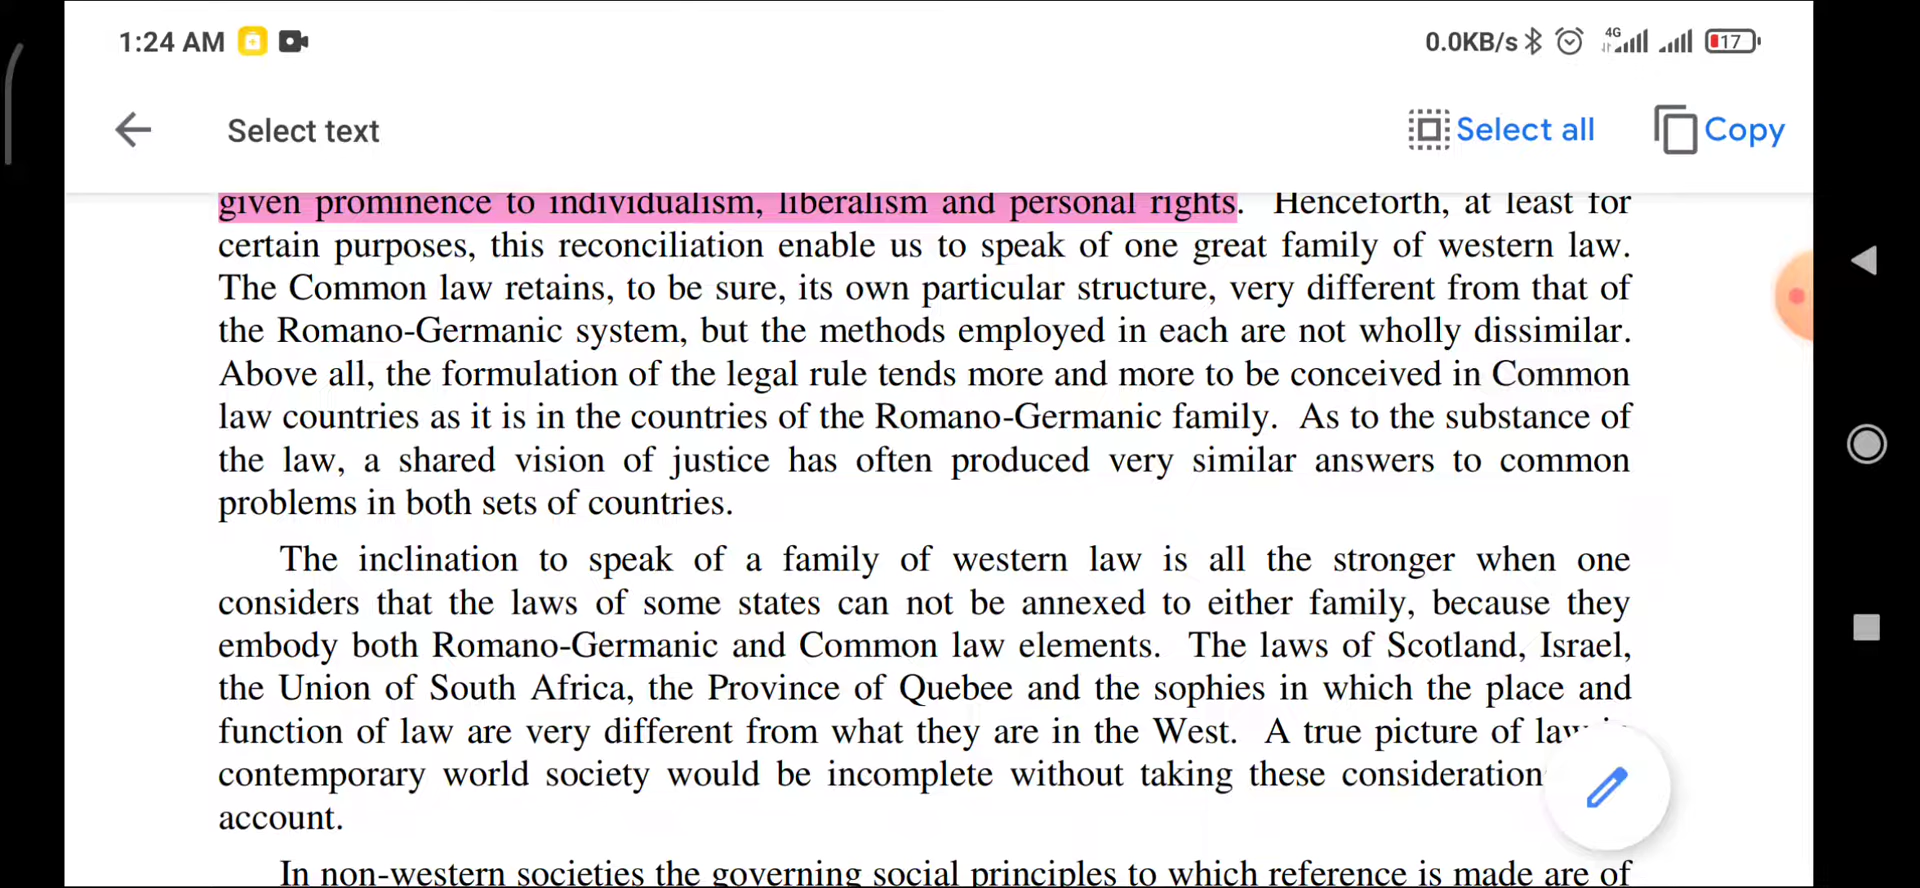 1:24 AM
0.0KB/s 4G 17
Select text
Select all
Copy
given prominence to individualism, liberalism and personal rights. Henceforth, at least for
certain purposes, this reconciliation enable us to speak of one great family of western law.
The Common law retains, to be sure, its own particular structure, very different from that of
the Romano-Germanic system, but the methods employed in each are not wholly dissimilar.
Above all, the formulation of the legal rule tends more and more to be conceived in Common
law countries as it is in the countries of the Romano-Germanic family. As to the substance of
the law, a shared vision of justice has often produced very similar answers to common
problems in both sets of countries.
The inclination to speak of a family of western law is all the stronger when one
considers that the laws of some states can not be annexed to either family, because they
embody both Romano-Germanic and Common law elements. The laws of Scotland, Israel,
the Union of South Africa, the Province of Quebee and the sophies in which the place and
function of law are very different from what they are in the West. A true picture of law
contemporary world society would be incomplete without taking these consideration
account.
In non-western societies the governing social principles to which reference is made are of